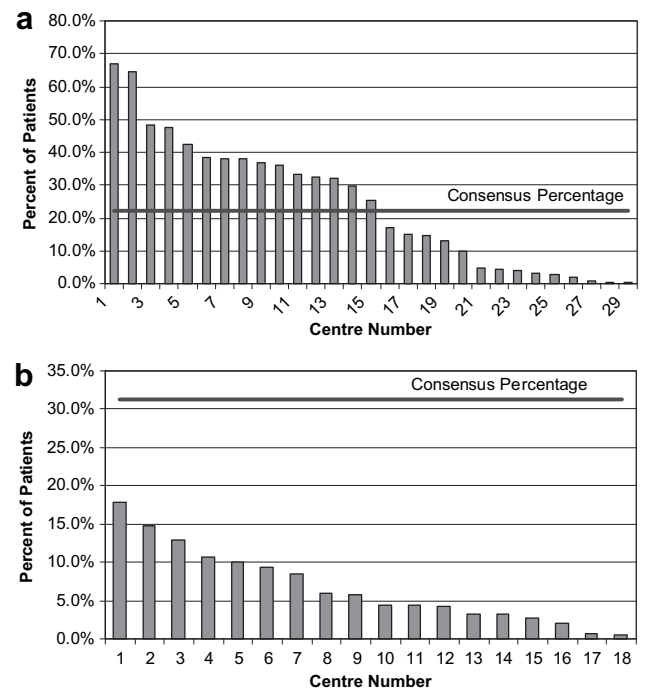 a
80.0%
70.0%
60.0%
50.0%
40.0%
30.0%
20.0%
10.0%
0.0%
Percent of Patients
Consensus Percentage
1 3 5 7 9 11 13 15 17 19 21 23 25 27 29
Centre Number
b
35.0%
30.0%
25.0%
20.0%
15.0%
10.0%
5.0%
0.0%
Percent of Patients
Consensus Percentage
1 2 3 4 5 6 7 8 9 10 11 12 13 14 15 16 17 18
Centre Number